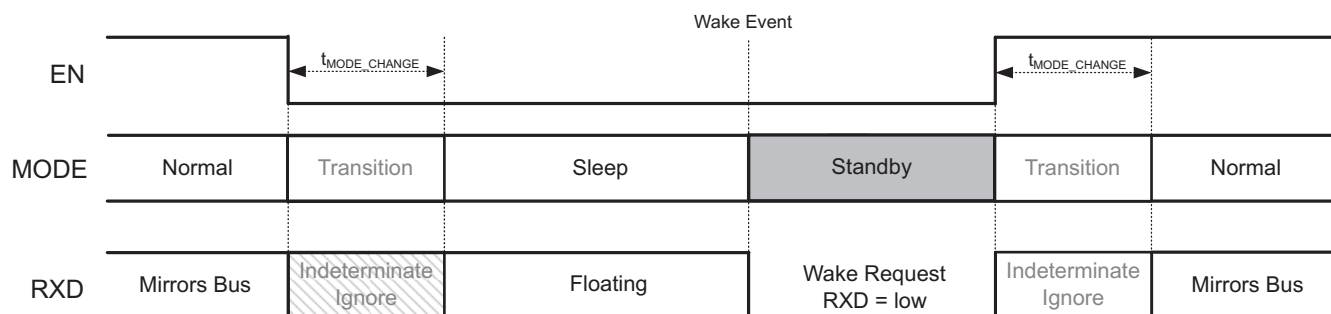 Wake Event
EN
tMODE_CHANGE
tMODE_CHANGE
MODE
Normal
Transition
Sleep
Standby
Transition
Normal
RXD
Mirrors Bus
Indeterminate
Ignore
Floating
Wake Request
RXD = low
Indeterminate
Ignore
Mirrors Bus